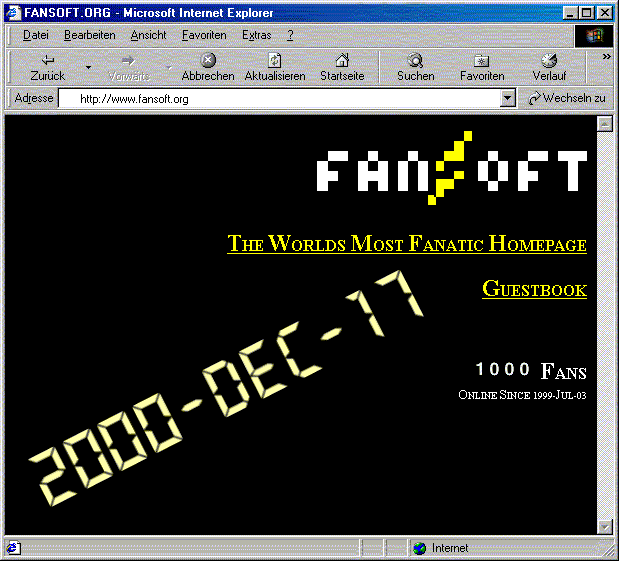 FANSOFT.ORG - Microsoft Internet Explorer
Datei Bearbeiten Ansicht Favoriten Extras ?
Zurück Vorwärts Abbrechen Aktualisieren Startseite Suchen Favoriten Verlauf »
Adresse http://www.fansoft.org Wechseln zu
FANSOFT
The Worlds Most Fanatic Homepage
Guestbook
2000-DEC-17
1000 Fans
Online Since 1999-Jul-03
Internet